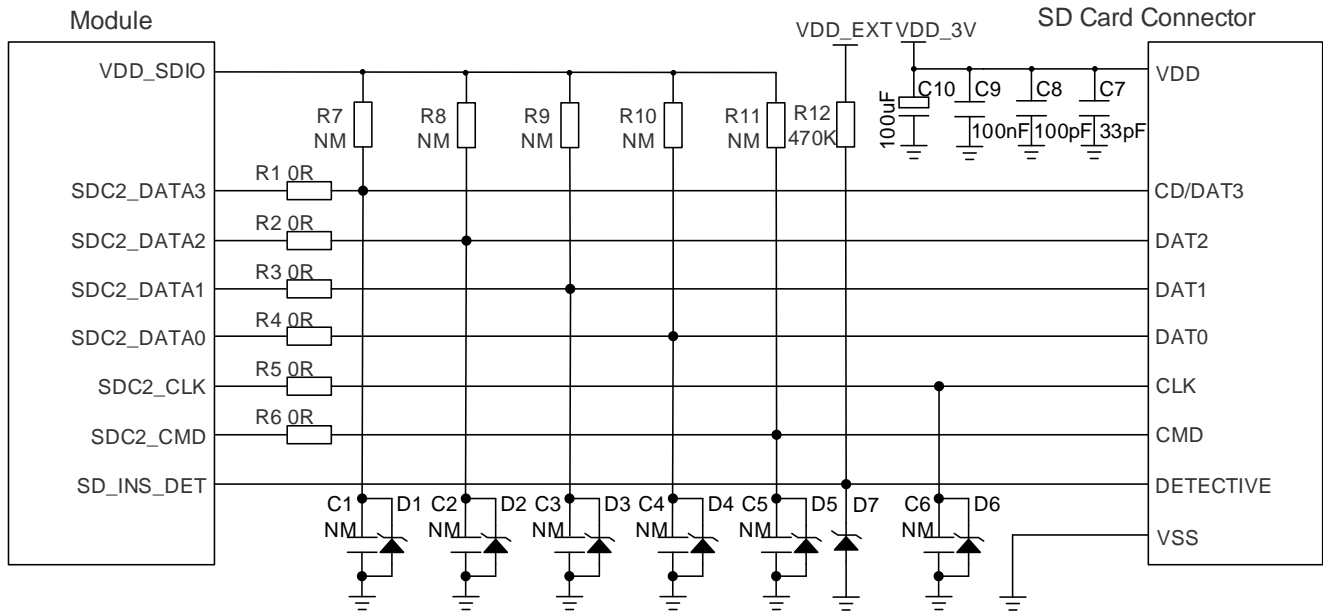 Module
SD Card Connector
VDD_EXT VDD_3V
VDD_SDIO
VDD
R7
NM
R8
NM
R9
NM
R10
NM
R11
NM
R12
470K
C10
100uF
C9
100nF
C8
100pF
C7
33pF
SDC2_DATA3
R1 0R
CD/DAT3
SDC2_DATA2
R2 0R
DAT2
SDC2_DATA1
R3 0R
DAT1
SDC2_DATA0
R4 0R
DAT0
SDC2_CLK
R5 0R
CLK
SDC2_CMD
R6 0R
CMD
SD_INS_DET
DETECTIVE
C1
NM
D1
C2
NM
D2
C3
NM
D3
C4
NM
D4
C5
NM
D5
D7
C6
NM
D6
VSS